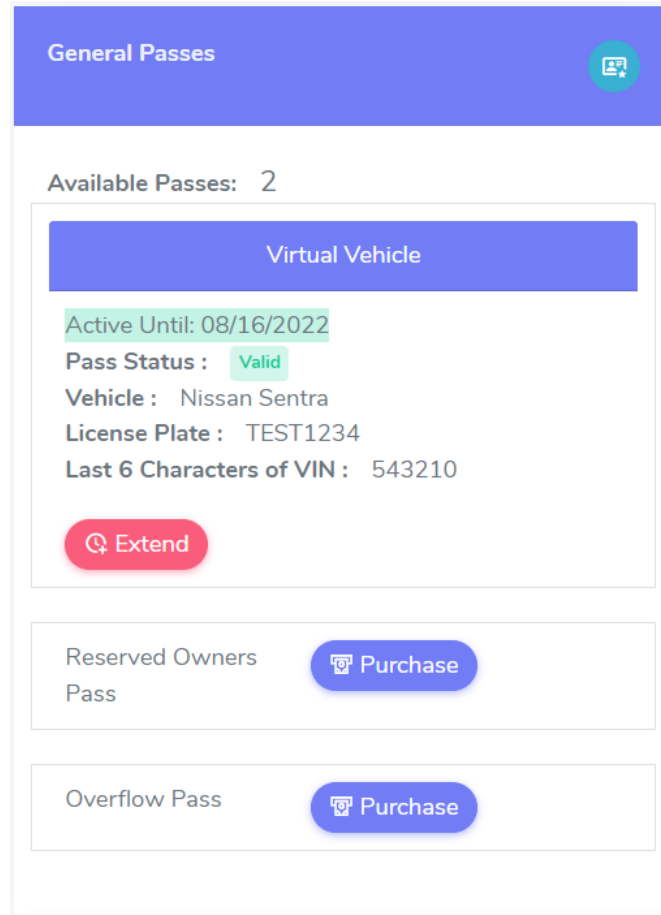 General Passes
Available Passes: 2
Virtual Vehicle
Active Until: 08/16/2022
Pass Status : Valid
Vehicle : Nissan Sentra
License Plate : TEST1234
Last 6 Characters of VIN : 543210
Extend
Reserved Owners
Pass
Purchase
Overflow Pass
Purchase